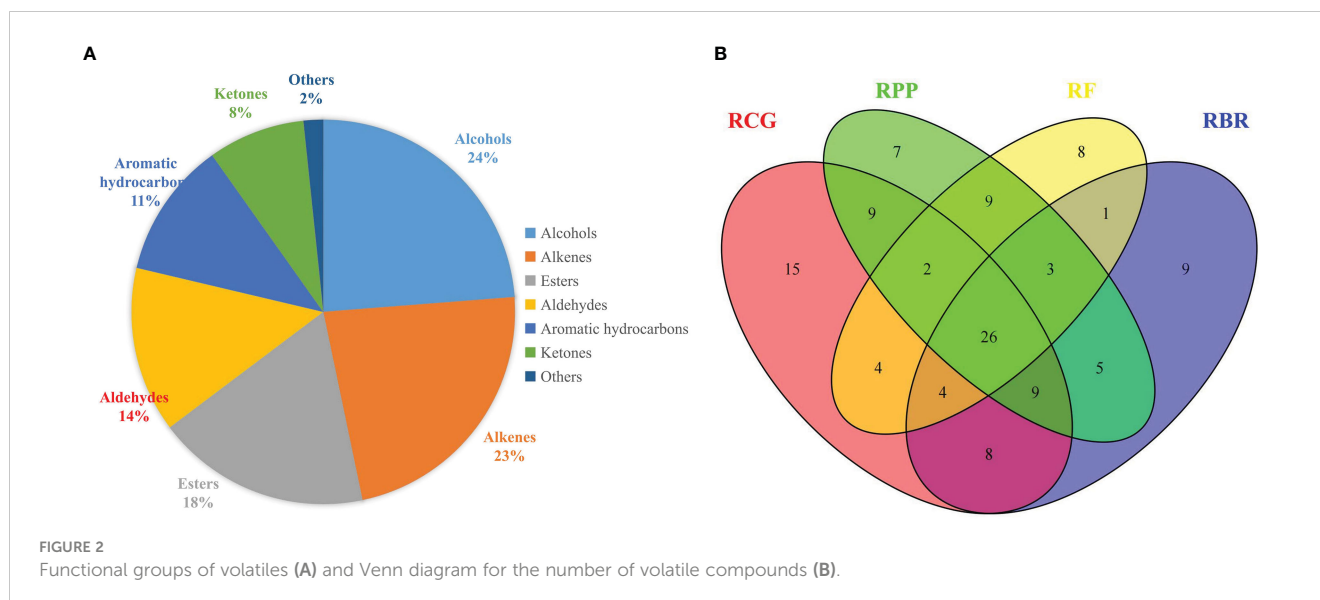 A
Others
2%
Ketones
8%
Alcohols
24%
Aromatic
hydrocarbon
11%
Aldehydes
14%
Esters
18%
Alkenes
23%
Alcohols
Alkenes
Esters
Aldehydes
Aromatic hydrocarbons
Ketones
Others
B
RCG
RPP
RF
RBR
7
8
9
9
1
15
2
3
9
26
4
4
9
5
8
FIGURE 2
Functional groups of volatiles (A) and Venn diagram for the number of volatile compounds (B).